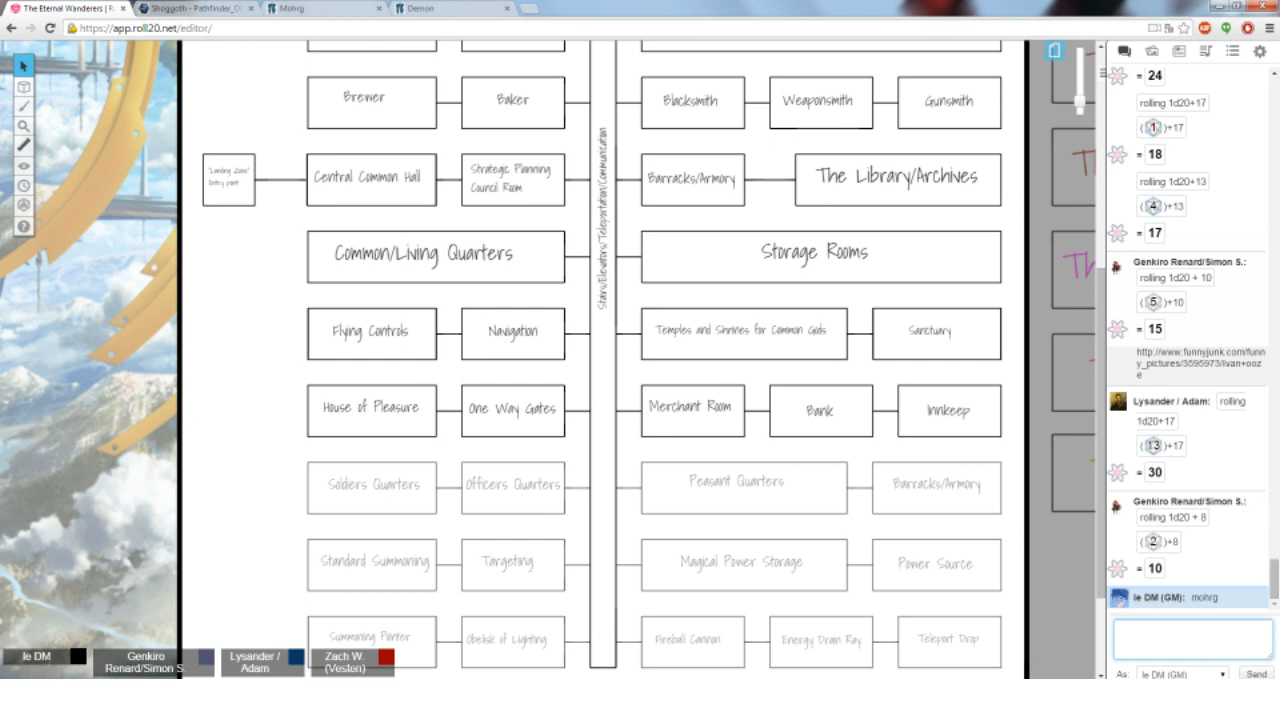 The Eternal Wanderers | R
Shoggoth - Pathfinder_O
Mohrg
Demon
https://app.roll20.net/editor/
Brewer
Baker
Blacksmith
Weaponsmith
Gunsmith
"Landing Zone"
Entry point
Central Common Hall
Strategic Planning
Council Room
Stairs/Elevators/Teleportation/Communication
Barracks/Armory
The Library/Archives
Common/Living Quarters
Storage Rooms
Flying Controls
Navigation
Temples and Shrines for Common Gods
Sanctuary
House of Pleasure
One Way Gates
Merchant Room
Bank
Innkeep
Soldiers Quarters
Officers Quarters
Peasant Quarters
Barracks/Armory
Standard Summoning
Targeting
Magical Power Storage
Power Source
Summoning Porter
Obelisk of Lighting
Fireball Cannon
Energy Drain Ray
Teleport Drop
le DM
Genkiro
Renard/Simon S.
Lysander /
Adam
Zach W.
(Vesten)
= 24
rolling 1d20+17
(1)+17
= 18
rolling 1d20+13
(4)+13
= 17
Genkiro Renard/Simon S.:
rolling 1d20 + 10
(5)+10
= 15
http://www.funnyjunk.com/funn
y_pictures/3595973/Ivan+ooz
e
Lysander / Adam: rolling
1d20+17
(13)+17
= 30
Genkiro Renard/Simon S.:
rolling 1d20 + 8
(2)+8
= 10
le DM (GM): mohrg
As: le DM (GM)
Send